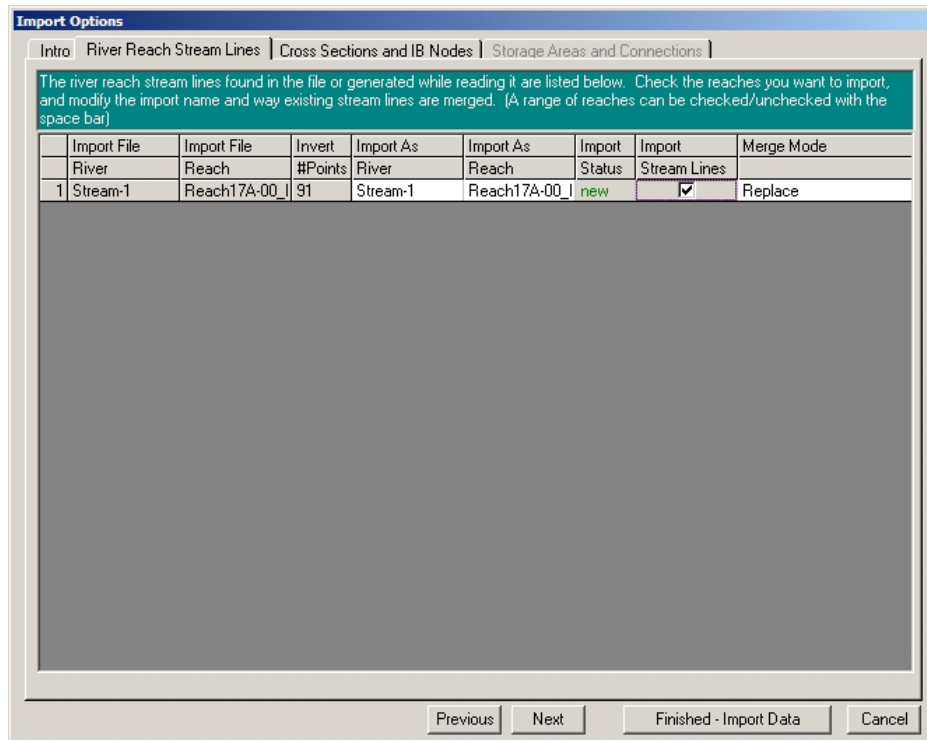 Import Options
Intro River Reach Stream Lines Cross Sections and IB Nodes Storage Areas and Connections
The river reach stream lines found in the file or generated while reading it are listed below. Check the reaches you want to import,
and modify the import name and way existing stream lines are merged. (A range of reaches can be checked/unchecked with the
space bar)
Import File Import File Invert Import As Import As Import Import Merge Mode
River Reach #Points River Reach Status Stream Lines
1 Stream-1 Reach17A-00_ 91 Stream-1 Reach17A-00_ new Replace
Previous Next Finished - Import Data Cancel